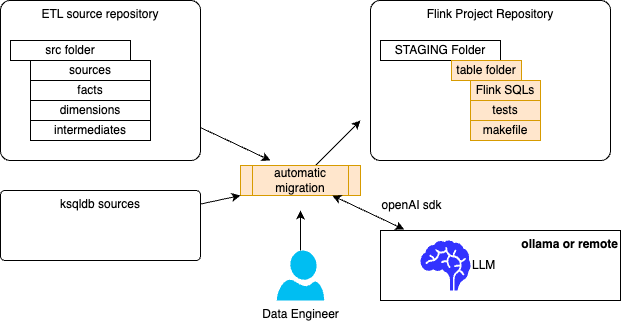 ETL source repository
src folder
sources
facts
dimensions
intermediates
Flink Project Repository
STAGING Folder
table folder
Flink SQLs
tests
makefile
automatic
migration
ksqldb sources
openAI sdk
ollama or remote
LLM
Data Engineer